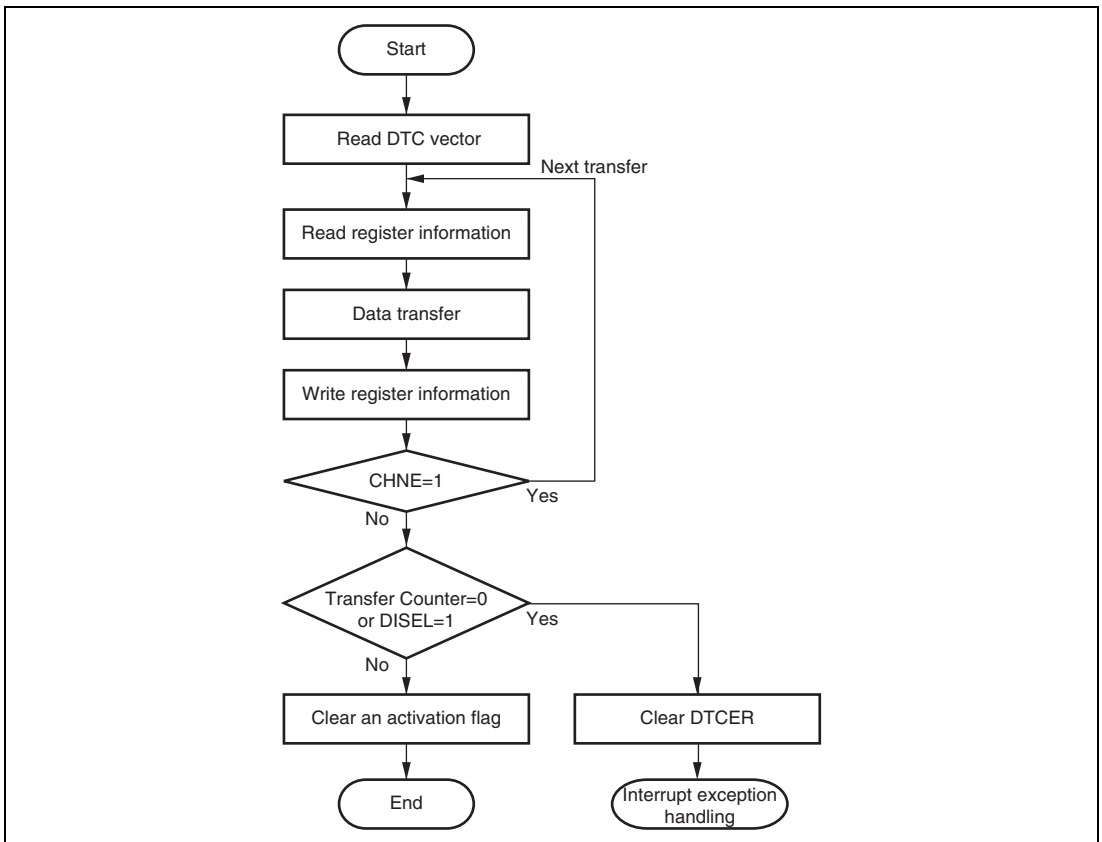 Start
Read DTC vector
Next transfer
Read register information
Data transfer
Write register information
CHNE=1
Yes
No
Transfer Counter=0
or DISEL=1
Yes
No
Clear an activation flag
Clear DTCER
End
Interrupt exception
handling